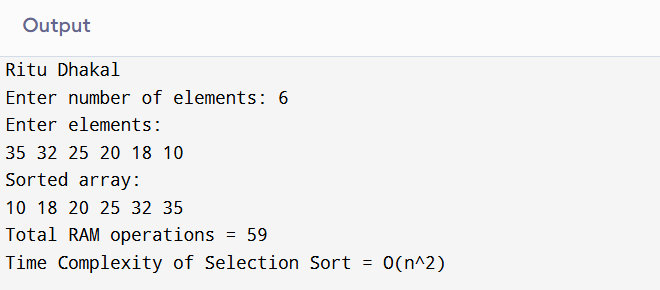 Output
Ritu Dhakal
Enter number of elements: 6
Enter elements:
35 32 25 20 18 10
Sorted array:
10 18 20 25 32 35
Total RAM operations = 59
Time Complexity of Selection Sort = O(n^2)